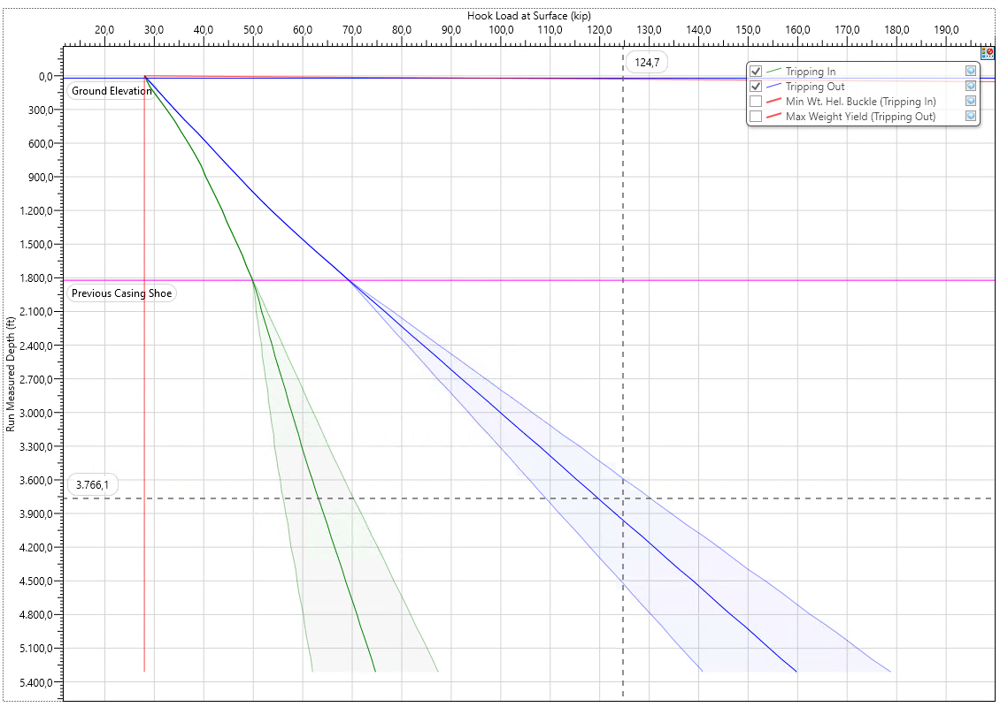 Hook Load at Surface (kip)
20,0 30,0 40,0 50,0 60,0 70,0 80,0 90,0 100,0 110,0 120,0 130,0 140,0 150,0 160,0 170,0 180,0 190,0
124,7
Tripping In
Tripping Out
Min Wt. Hel. Buckle (Tripping In)
Max Weight Yield (Tripping Out)
Run Measured Depth (ft)
0,0
Ground Elevation
300,0
600,0
900,0
1.200,0
1.500,0
1.800,0
Previous Casing Shoe
2.100,0
2.400,0
2.700,0
3.000,0
3.300,0
3.600,0
3.766,1
3.900,0
4.200,0
4.500,0
4.800,0
5.100,0
5.400,0